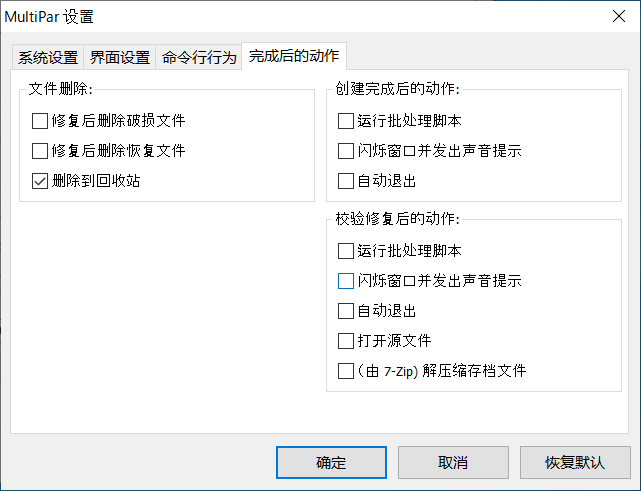 MultiPar 设置
系统设置 界面设置 命令行行为 完成后的动作
文件删除:
修复后删除破损文件
修复后删除恢复文件
删除到回收站
创建完成后的动作:
运行批处理脚本
闪烁窗口并发出声音提示
自动退出
校验修复后的动作:
运行批处理脚本
闪烁窗口并发出声音提示
自动退出
打开源文件
(由 7-Zip) 解压缩存档文件
确定 取消 恢复默认